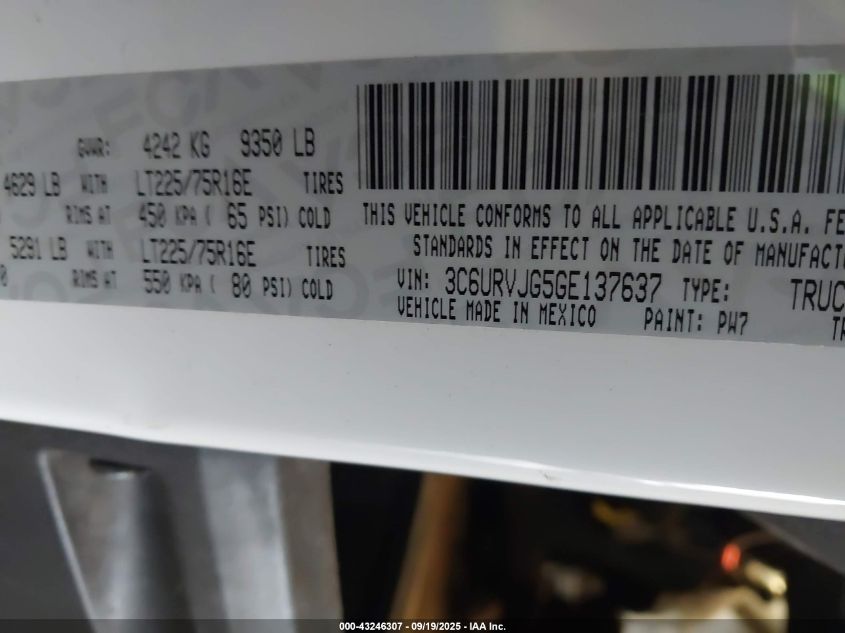 GVWR: 4242 KG 9350 LB
4629 LB WITH LT225/75R16E TIRES
RIMS AT 450 KPA ( 65 PSI) COLD
5291 LB WITH LT225/75R16E TIRES
RIMS AT 550 KPA ( 80 PSI) COLD
THIS VEHICLE CONFORMS TO ALL APPLICABLE U.S.A. FE
STANDARDS IN EFFECT ON THE DATE OF MANUFACT
VIN: 3C6URVJG5GE137637 TYPE: TRUC
VEHICLE MADE IN MEXICO PAINT: PW7 TR
000-43246307 - 09/19/2025 - IAA Inc.